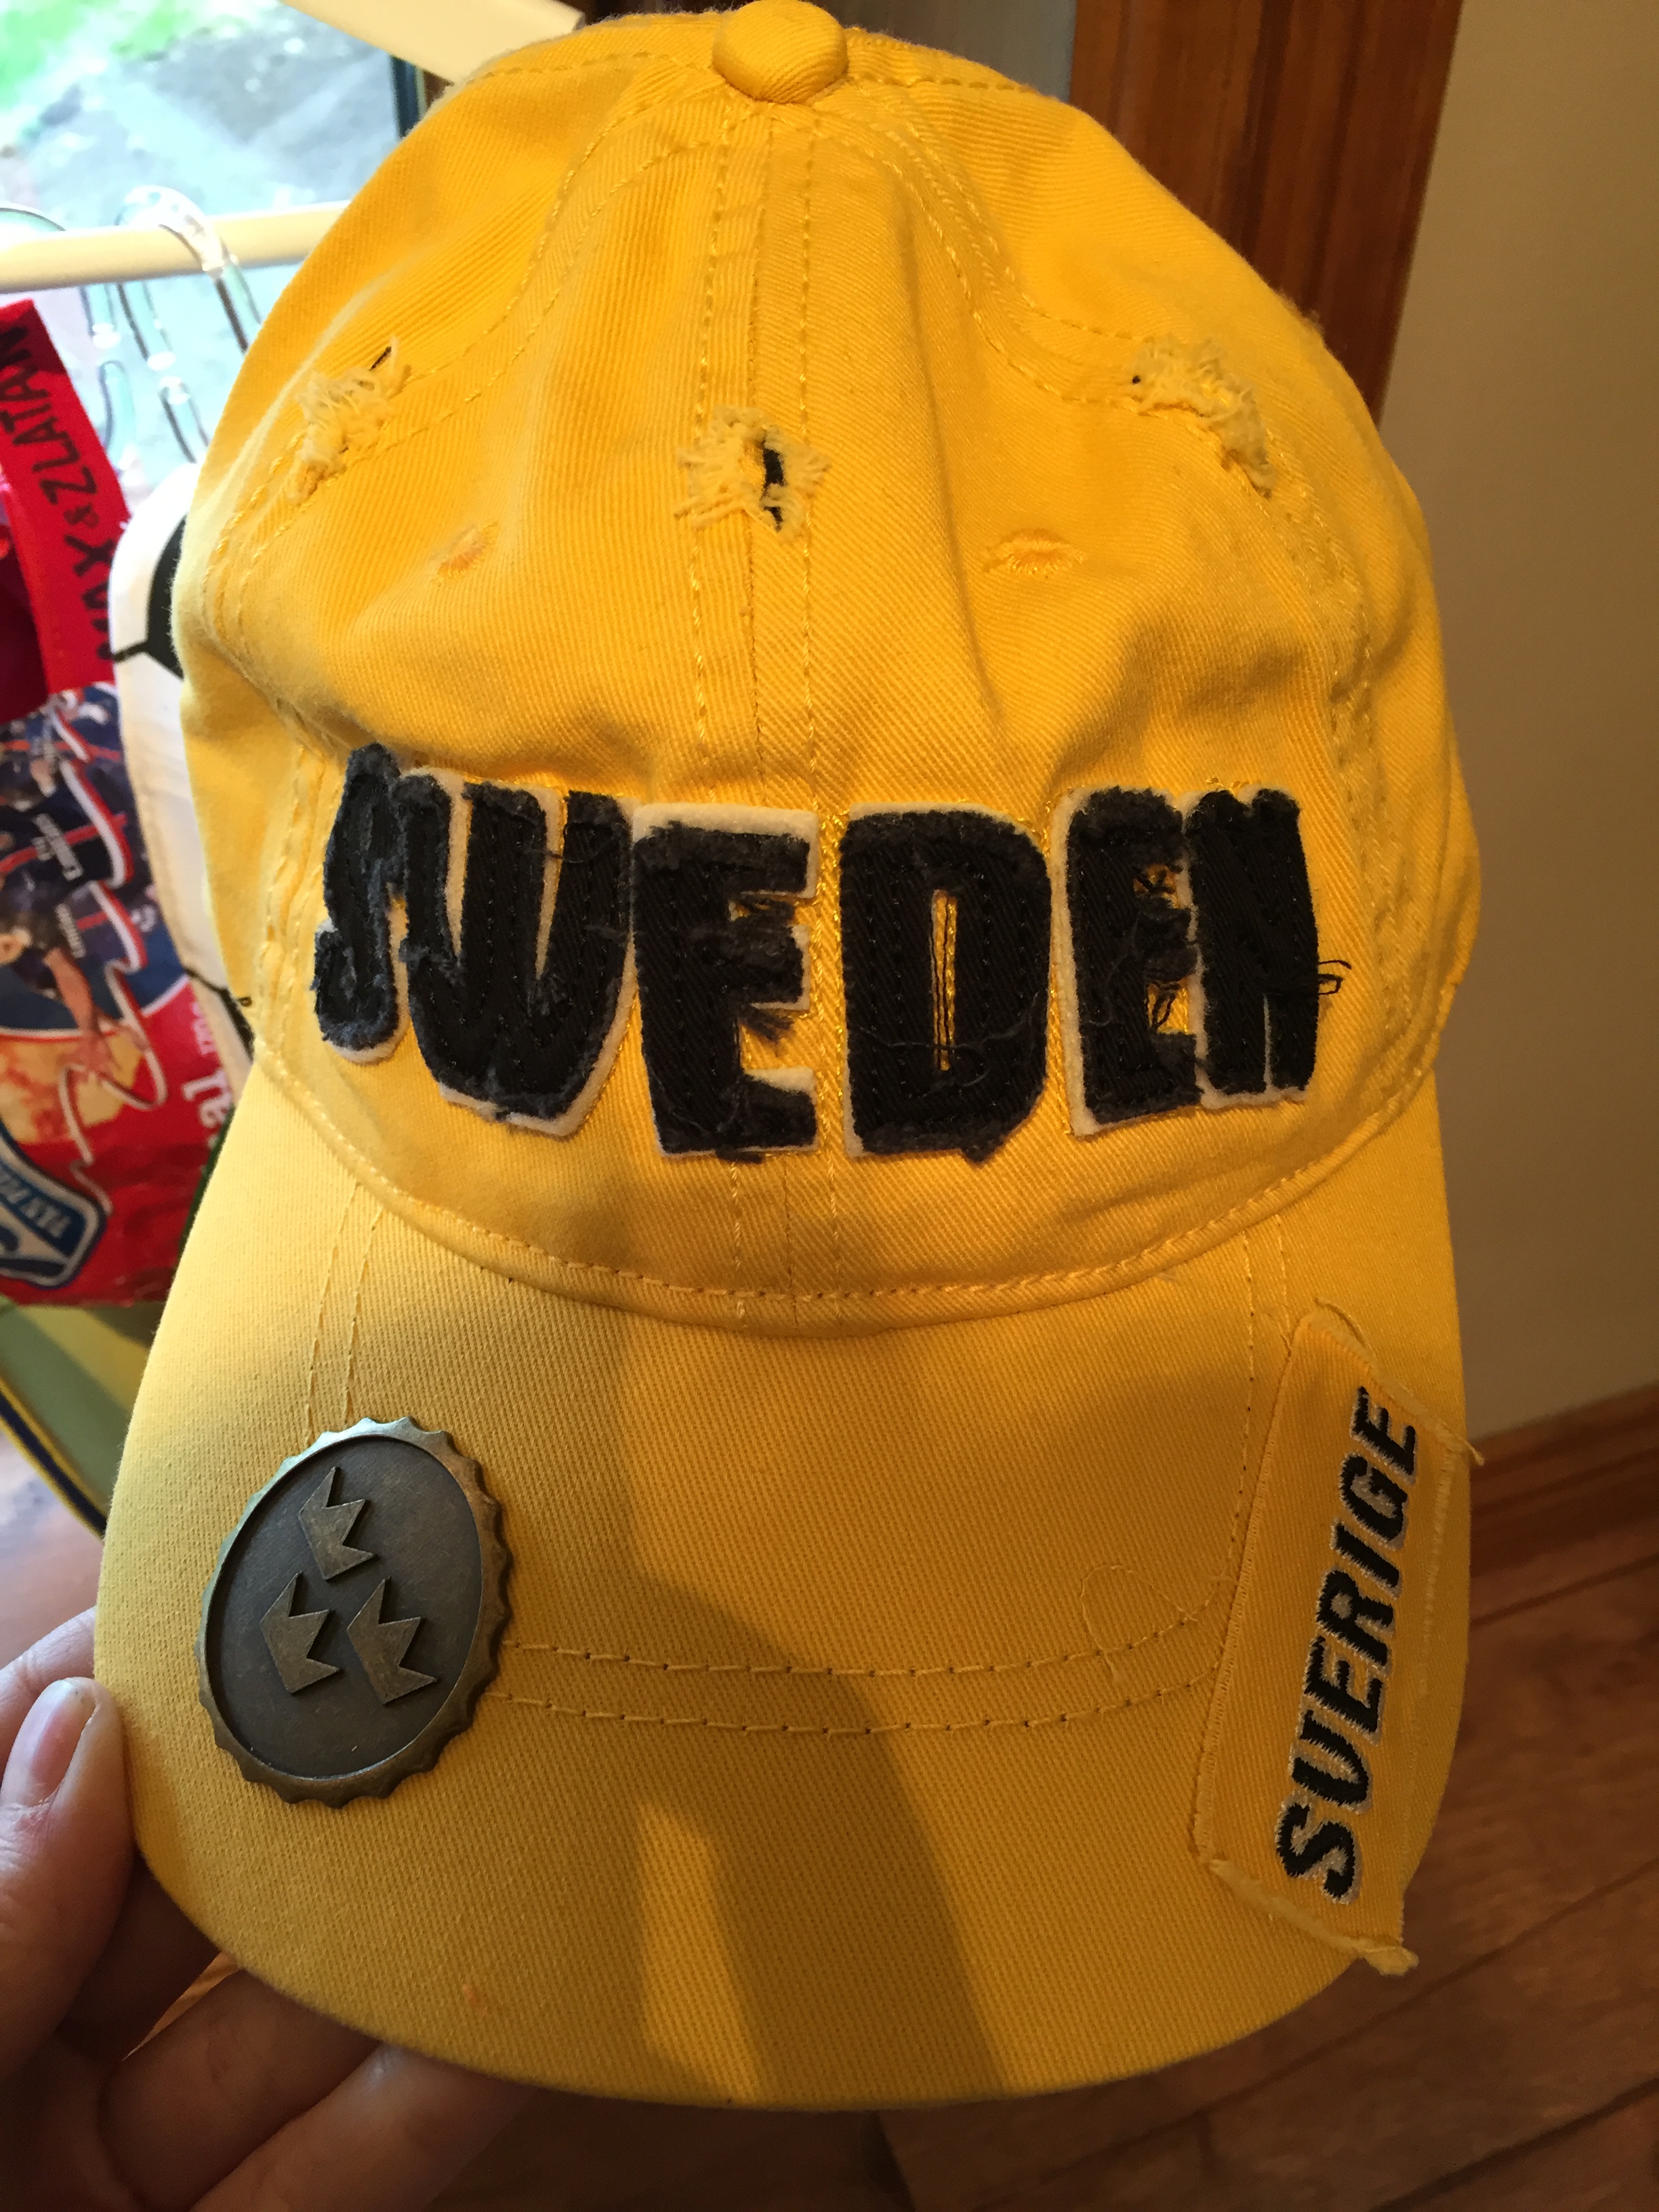 SWEDEN
SVERIGE
MAX & ZLATAN